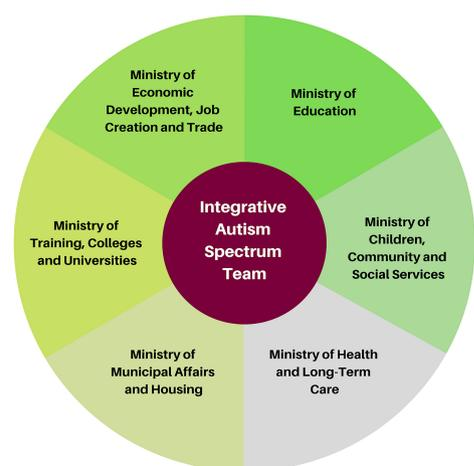 Ministry of
Economic
Development, Job
Creation and Trade
Ministry of
Education
Ministry of
Training, Colleges
and Universities
Integrative
Autism
Spectrum
Team
Ministry of
Children,
Community and
Social Services
Ministry of
Municipal Affairs
and Housing
Ministry of Health
and Long-Term
Care